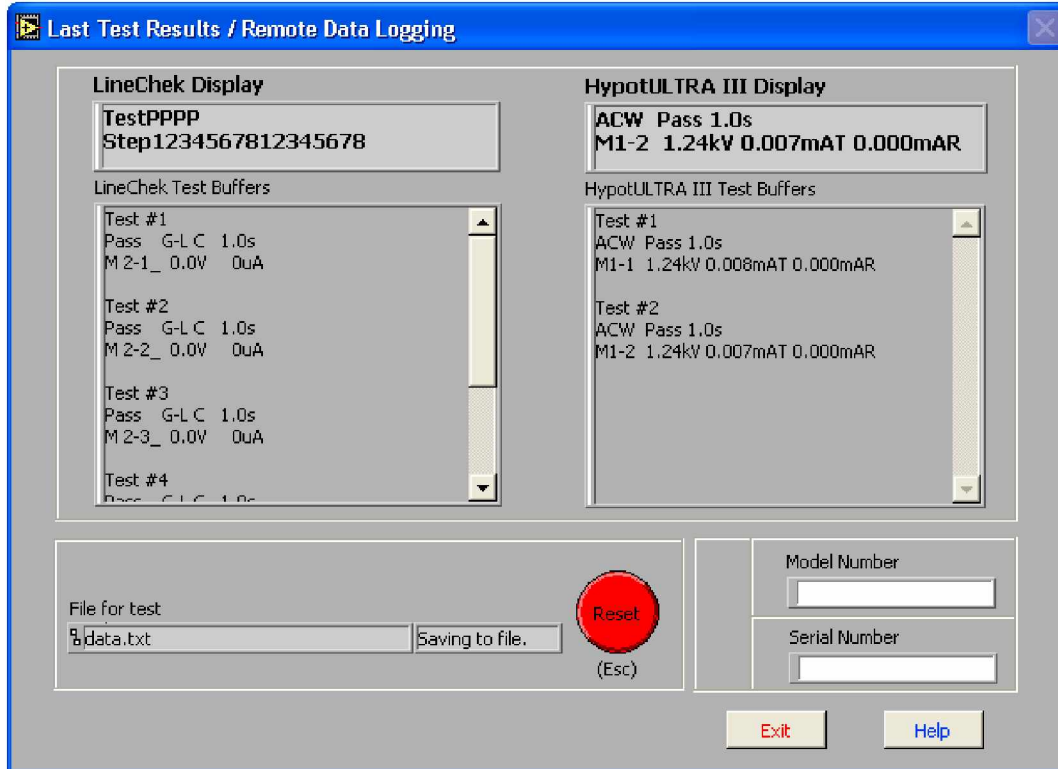 Last Test Results / Remote Data Logging
LineChek Display
TestPPPP
Step1234567812345678
LineChek Test Buffers
Test #1
Pass G-L C 1.0s
M 2-1_ 0.0V 0uA
Test #2
Pass G-L C 1.0s
M 2-2_ 0.0V 0uA
Test #3
Pass G-L C 1.0s
M 2-3_ 0.0V 0uA
Test #4
Pass G-L C 1.0s
HypotULTRA III Display
ACW Pass 1.0s
M1-2 1.24kV 0.007mAT 0.000mAR
HypotULTRA III Test Buffers
Test #1
ACW Pass 1.0s
M1-1 1.24kV 0.008mAT 0.000mAR
Test #2
ACW Pass 1.0s
M1-2 1.24kV 0.007mAT 0.000mAR
File for test
data.txt
Saving to file.
Reset
(Esc)
Model Number
Serial Number
Exit
Help